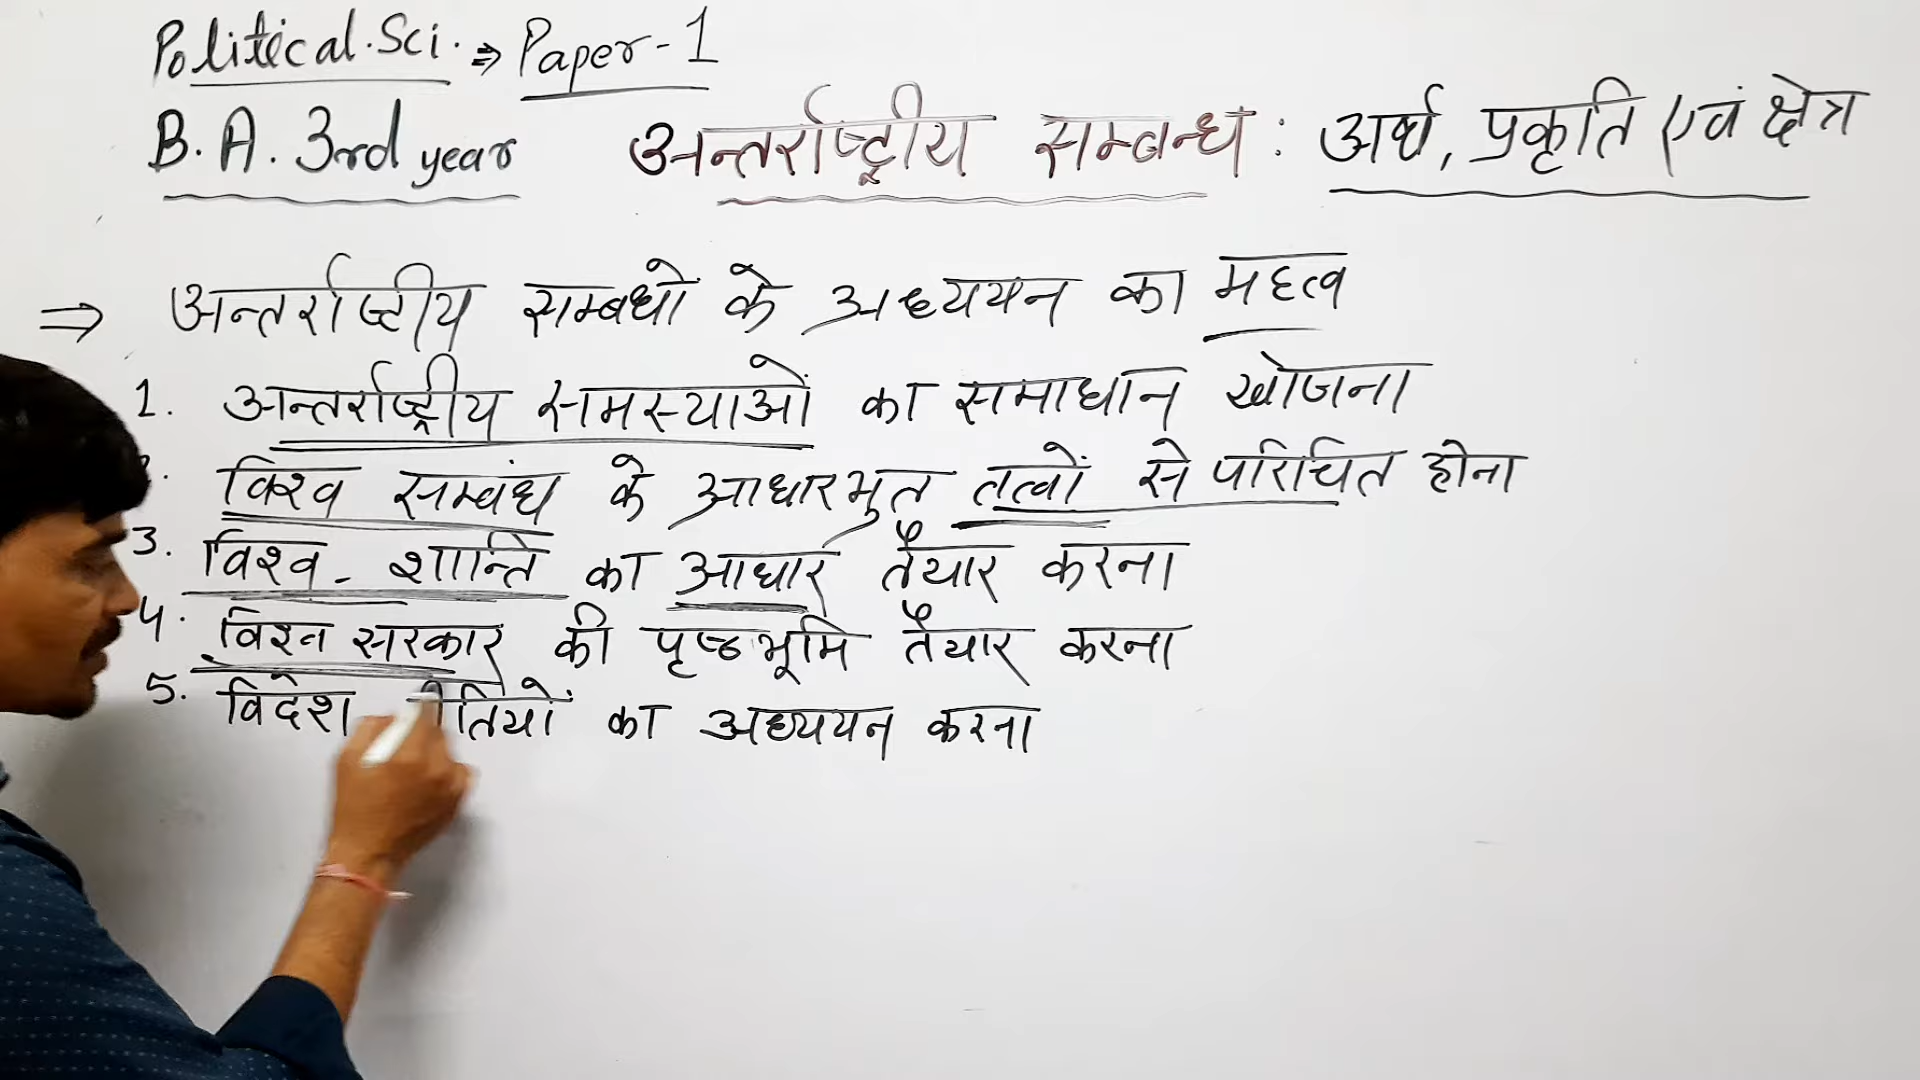 Political.Sci. ⇒ Paper-1
B.A. 3rd year
अन्तर्राष्ट्रीय सम्बन्ध : अर्थ, प्रकृति एवं क्षेत्र
⇒ अन्तर्राष्टीय सम्बधों के अध्ययन का महत्व
1. अन्तर्राष्ट्रीय समस्याओं का समाधान खोजना
विश्व सम्बंध के आधारभुत तत्वों से परिचित होना
3. विश्व - शान्ति का आधार तैयार करना
4. विश्व सरकार की पृष्ठभूमि तैयार करना
5. विदेश का अध्ययन करना